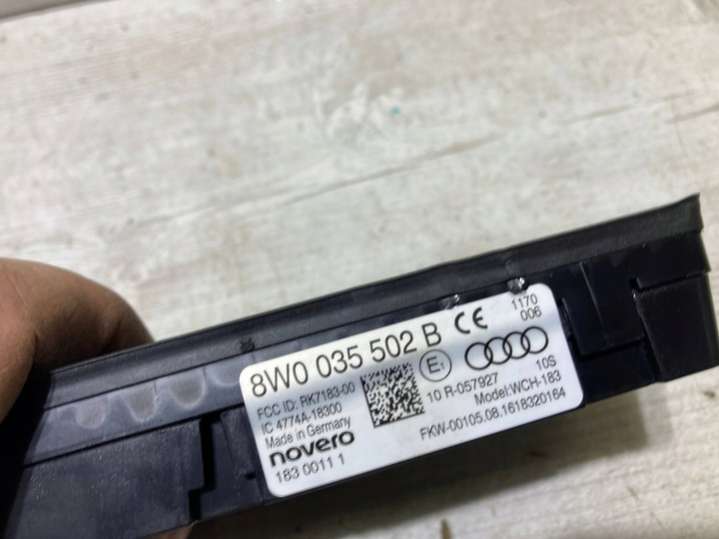 8W0 035 502 B CE 1170
006
FCC ID: RK7183-00
IC 4774A-18300
Made in Germany
novero
183 0011 1
E1
10 R-057927
10S
Model:WCH-183
FKW-00105.08.1618320164